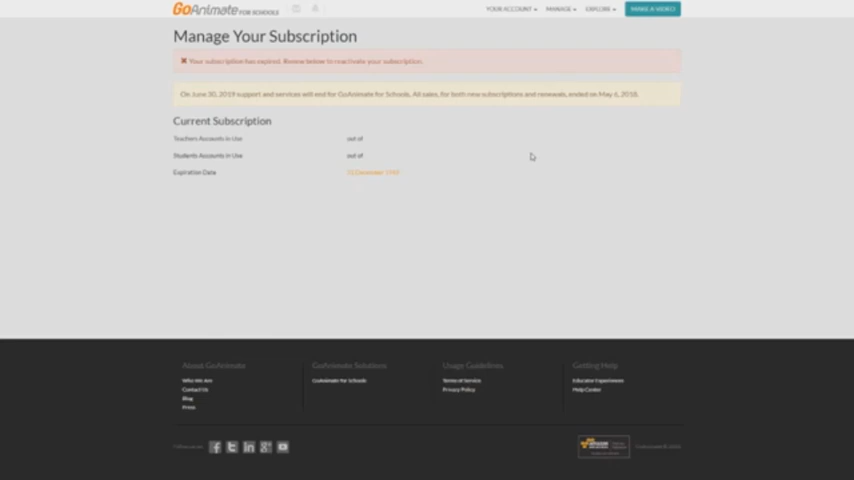 GoAnimate FOR SCHOOLS
YOUR ACCOUNT MANAGE EXPLORE MAKE A VIDEO
Manage Your Subscription
Your subscription has expired. Review below to reactivate your subscription.
On June 30, 2019 support and services will end for GoAnimate for Schools. All sales, for both new subscriptions and renewals, ended on May 6, 2018.
Current Subscription
Teachers Accounts in Use out of
Students Accounts in Use out of
Expiration Date 31 December 1969
About GoAnimate GoAnimate Solutions Usage Guidelines Getting Help
Who We Are GoAnimate for Schools Terms of Service Educator Experiences
Contact Us Privacy Policy Help Center
Blog
Press